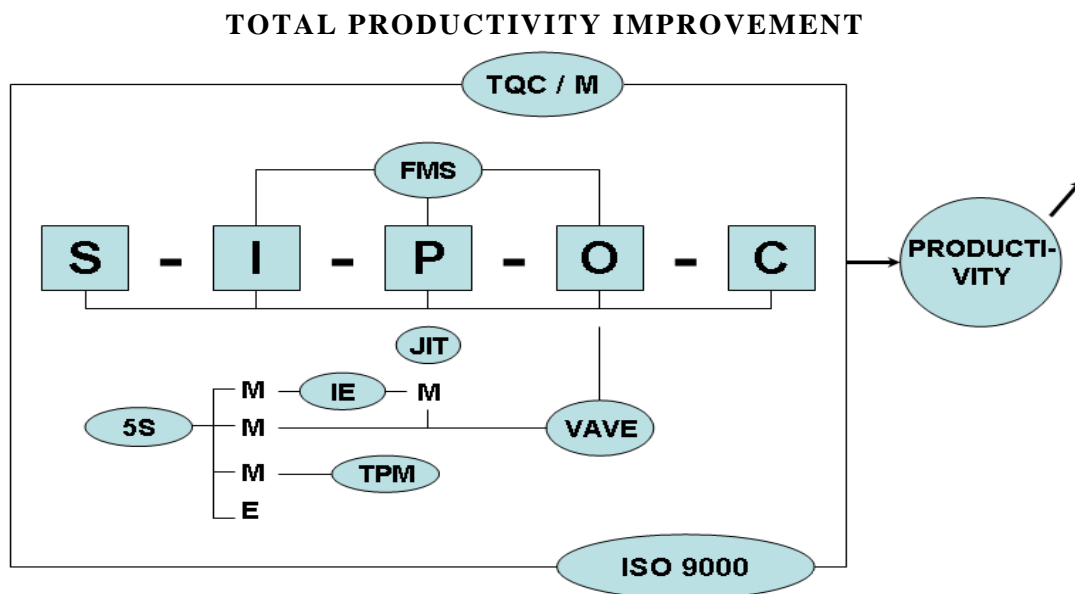 TOTAL PRODUCTIVITY IMPROVEMENT
TQC / M
FMS
S - I - P - O - C
PRODUCTI-
VITY
JIT
M IE M
5S M VAVE
M TPM
E
ISO 9000